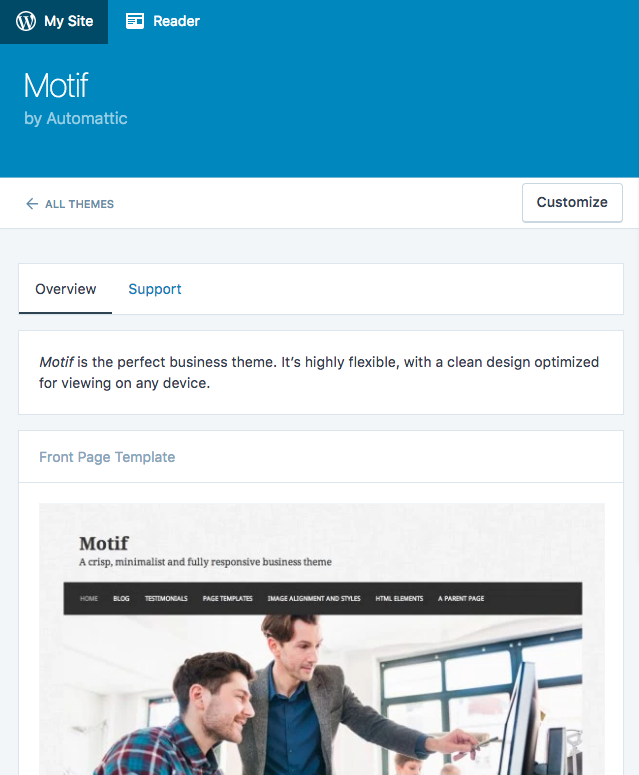 My Site Reader
Motif
by Automattic
← ALL THEMES Customize
Overview Support
Motif is the perfect business theme. It’s highly flexible, with a clean design optimized
for viewing on any device.
Front Page Template
Motif
A crisp, minimalist and fully responsive business theme
HOME BLOG TESTIMONIALS PAGE TEMPLATES IMAGE ALIGNMENT AND STYLES HTML ELEMENTS A PARENT PAGE